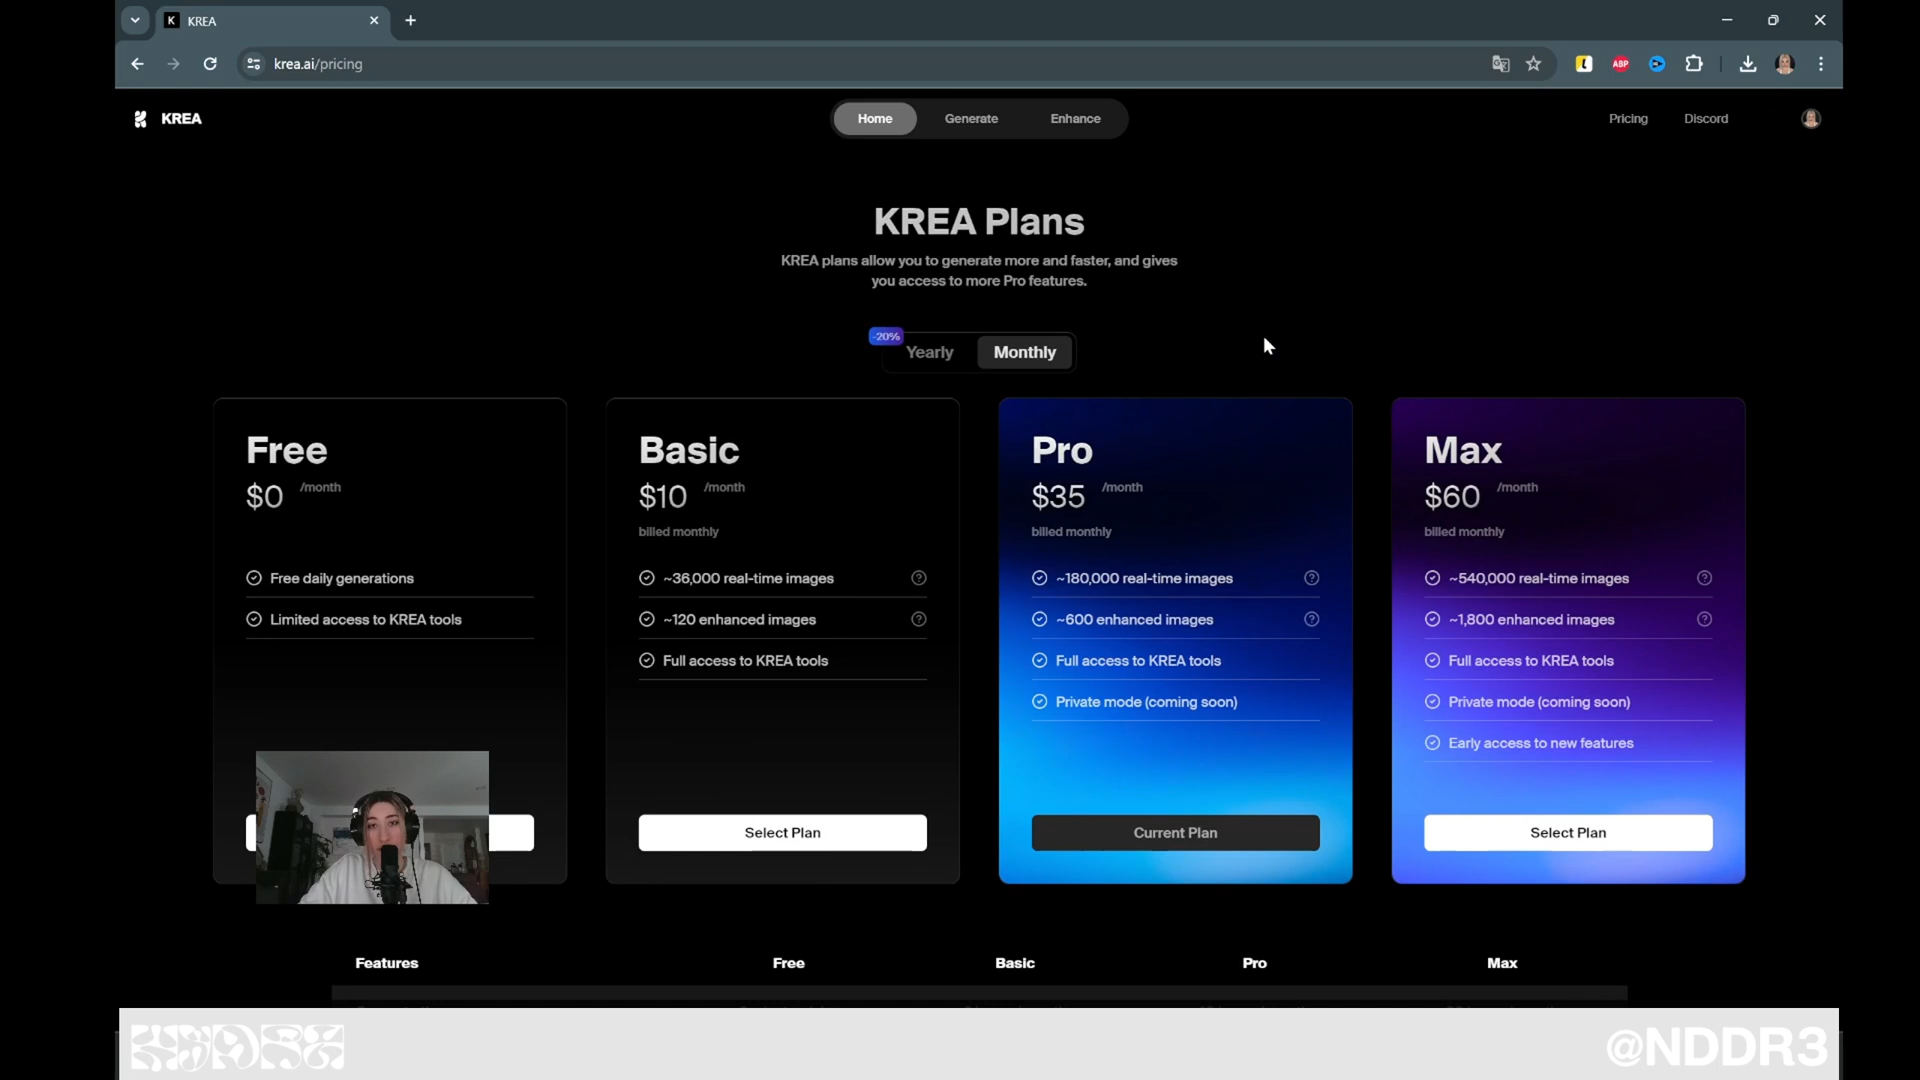 KREA
krea.ai/pricing
ABP
KREA
Home
Generate
Enhance
Pricing
Discord
KREA Plans
KREA plans allow you to generate more and faster, and gives
you access to more Pro features.
-20%
Yearly
Monthly
Free
$0 /month
Free daily generations
Limited access to KREA tools
Basic
$10 /month
billed monthly
~36,000 real-time images
~120 enhanced images
Full access to KREA tools
Select Plan
Pro
$35 /month
billed monthly
~180,000 real-time images
~600 enhanced images
Full access to KREA tools
Private mode (coming soon)
Current Plan
Max
$60 /month
billed monthly
~540,000 real-time images
~1,800 enhanced images
Full access to KREA tools
Private mode (coming soon)
Early access to new features
Select Plan
Features Free Basic Pro Max
@NDDR3